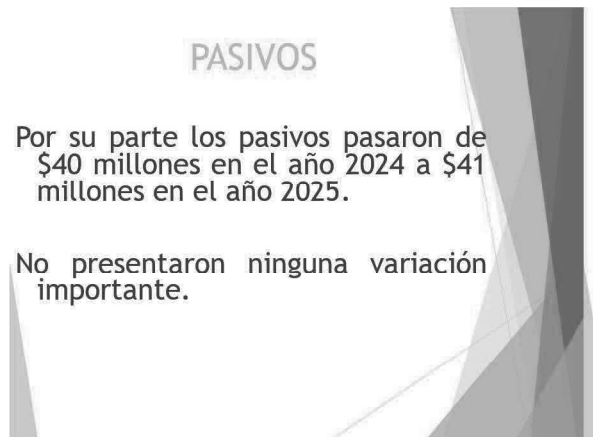 PASIVOS
Por su parte los pasivos pasaron de
$40 millones en el año 2024 a $41
millones en el año 2025.
No presentaron ninguna variación
importante.